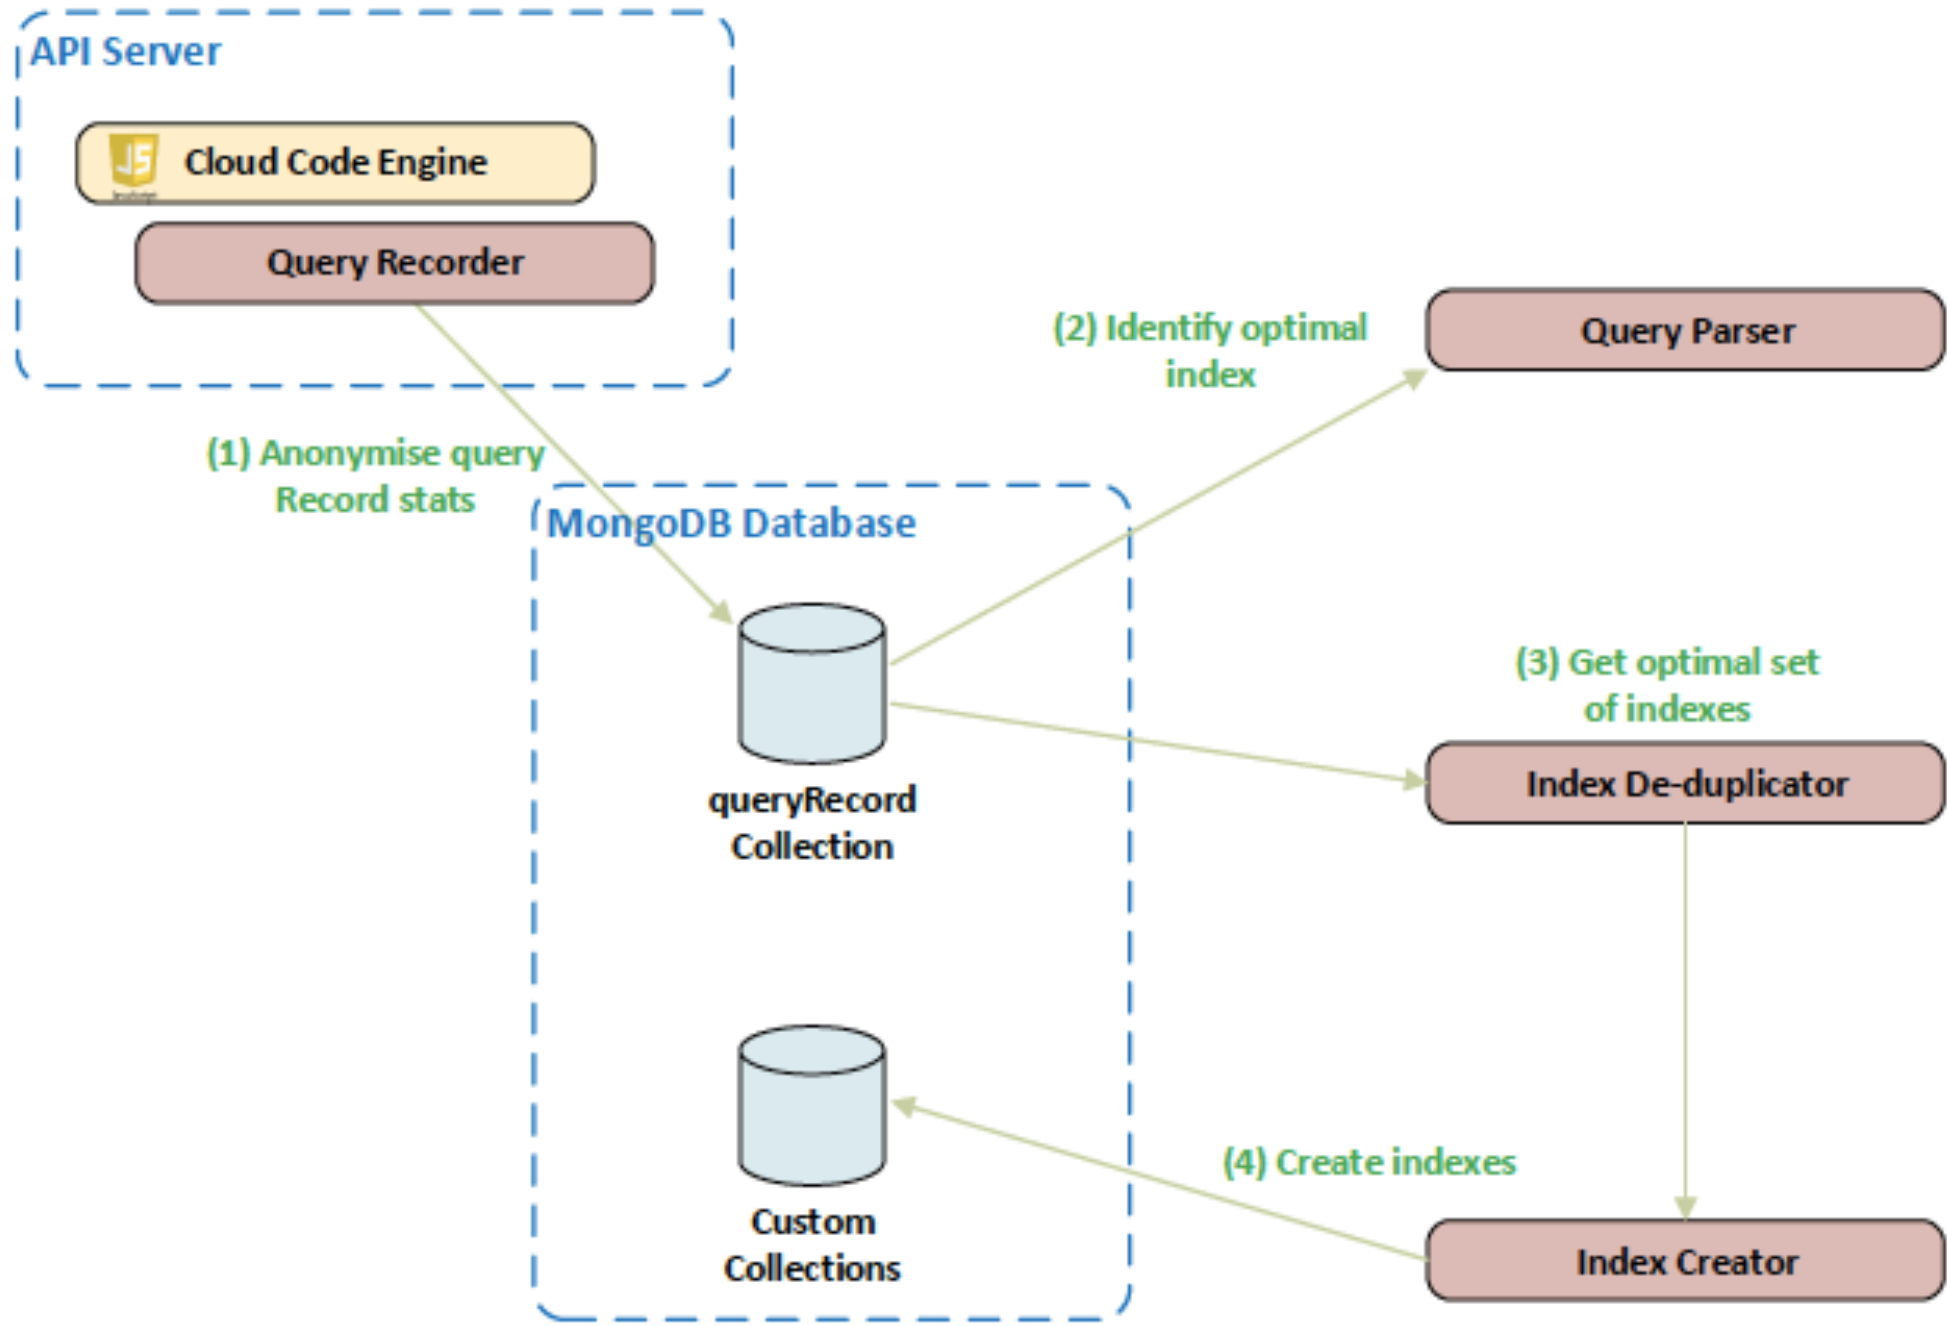 API Server
JS
Cloud Code Engine
Query Recorder
(1) Anonymise query
Record stats
(2) Identify optimal
index
Query Parser
MongoDB Database
queryRecord
Collection
(3) Get optimal set
of indexes
Index De-duplicator
(4) Create indexes
Custom
Collections
Index Creator